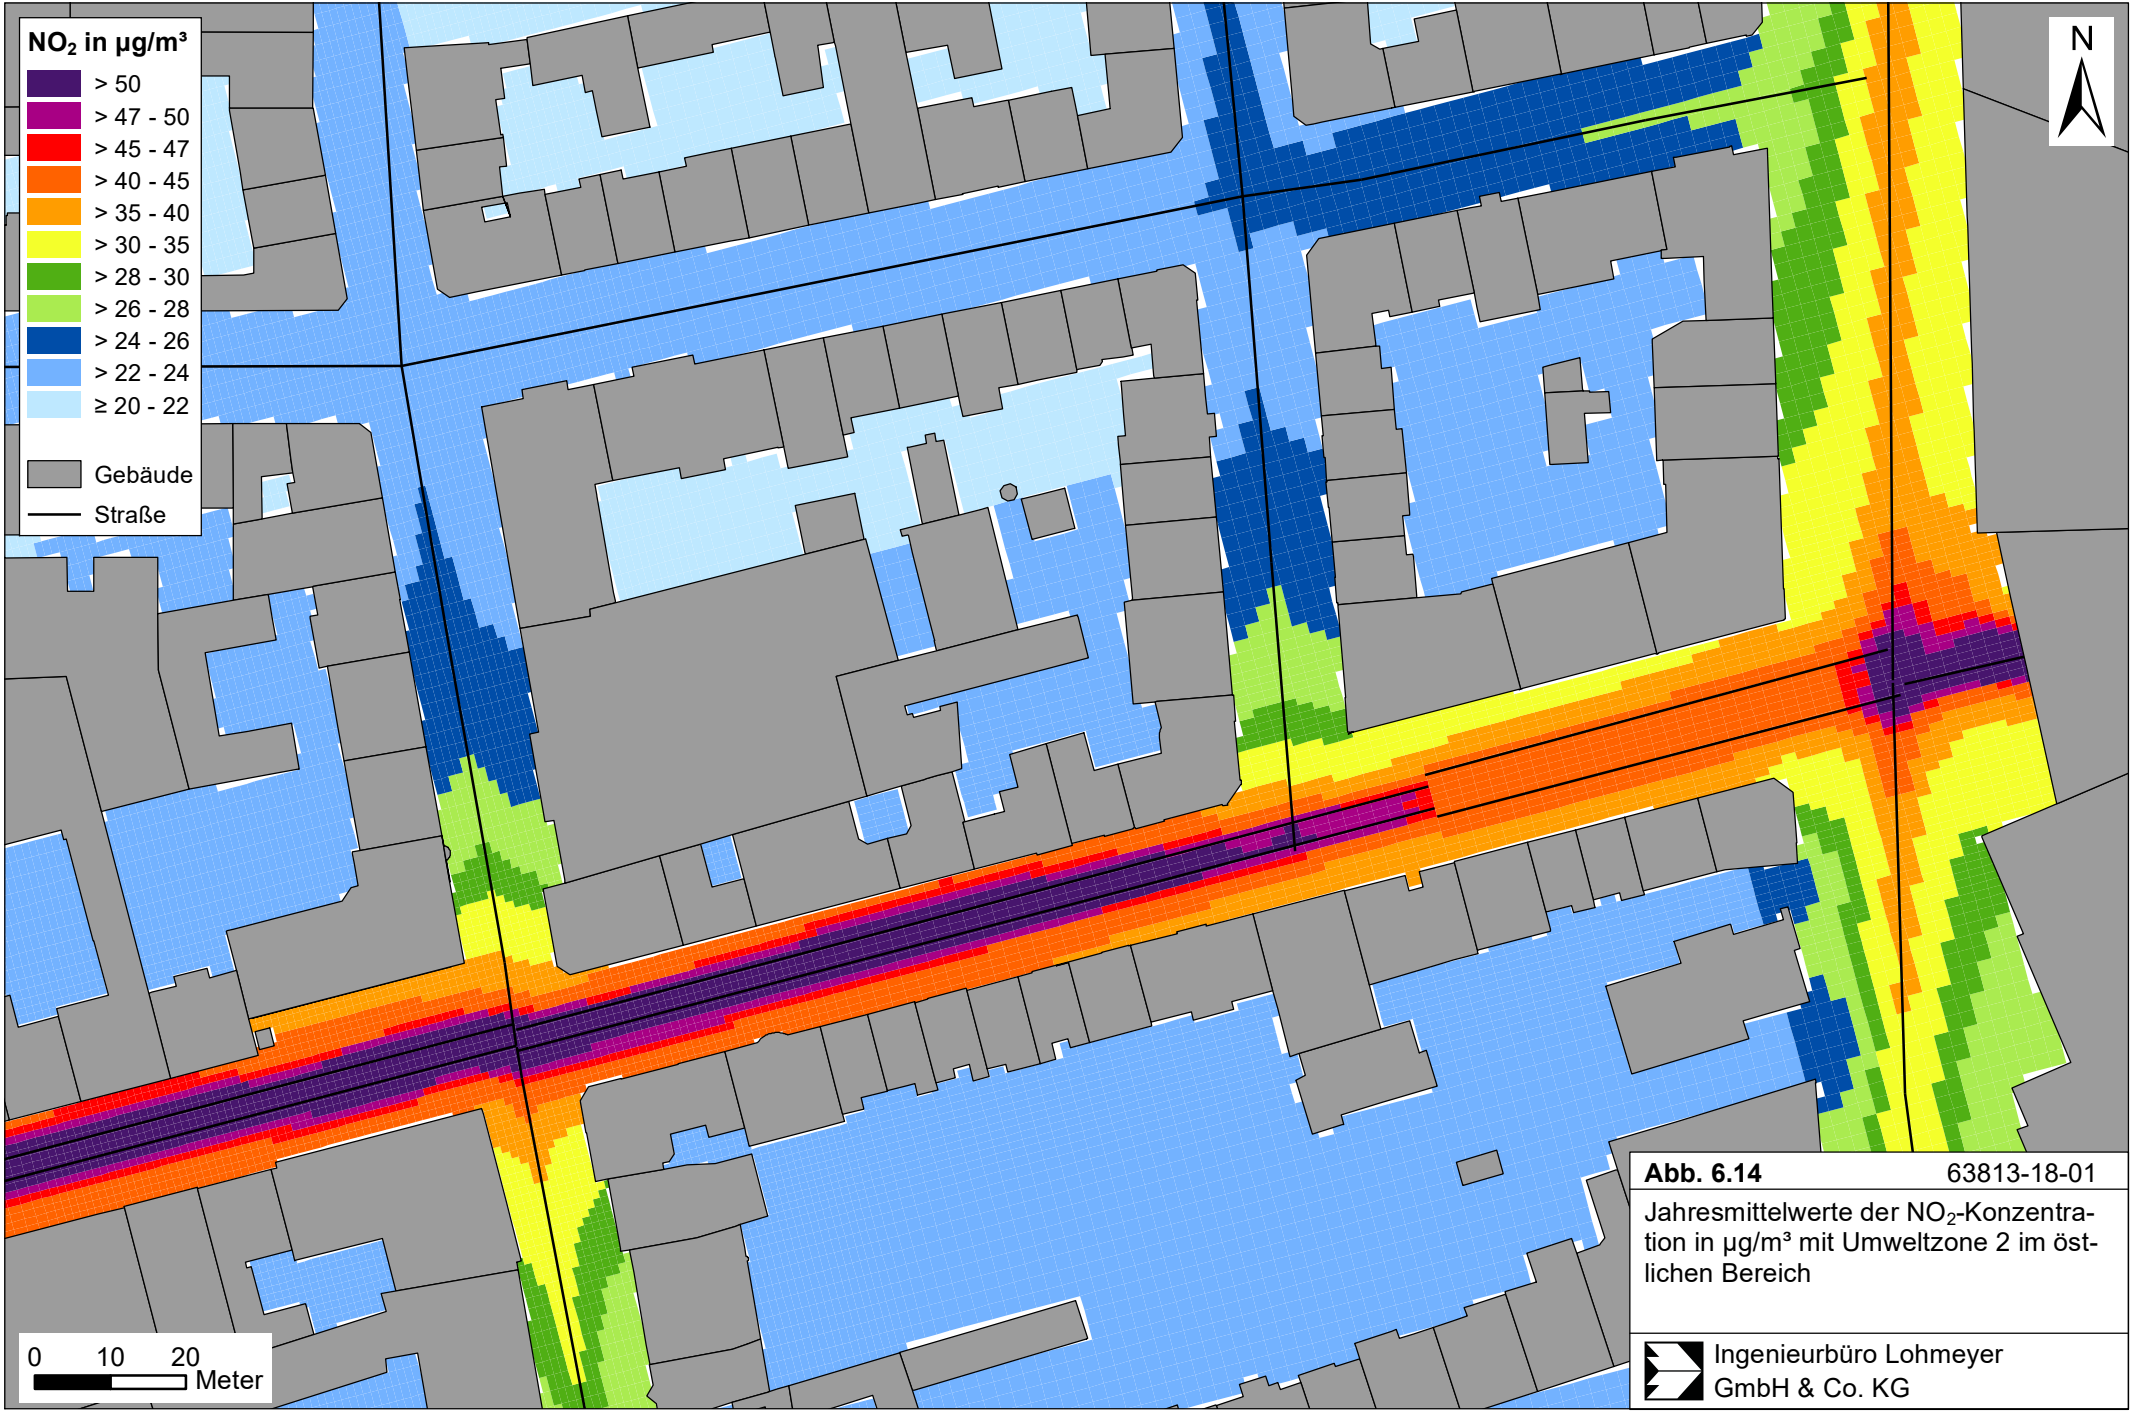 NO₂ in µg/m³
> 50
> 47 - 50
> 45 - 47
> 40 - 45
> 35 - 40
> 30 - 35
> 28 - 30
> 26 - 28
> 24 - 26
> 22 - 24
≥ 20 - 22
Gebäude
Straße
N
0 10 20
Meter
Abb. 6.14 63813-18-01
Jahresmittelwerte der NO₂-Konzentra-
tion in µg/m³ mit Umweltzone 2 im öst-
lichen Bereich
Ingenieurbüro Lohmeyer
GmbH & Co. KG